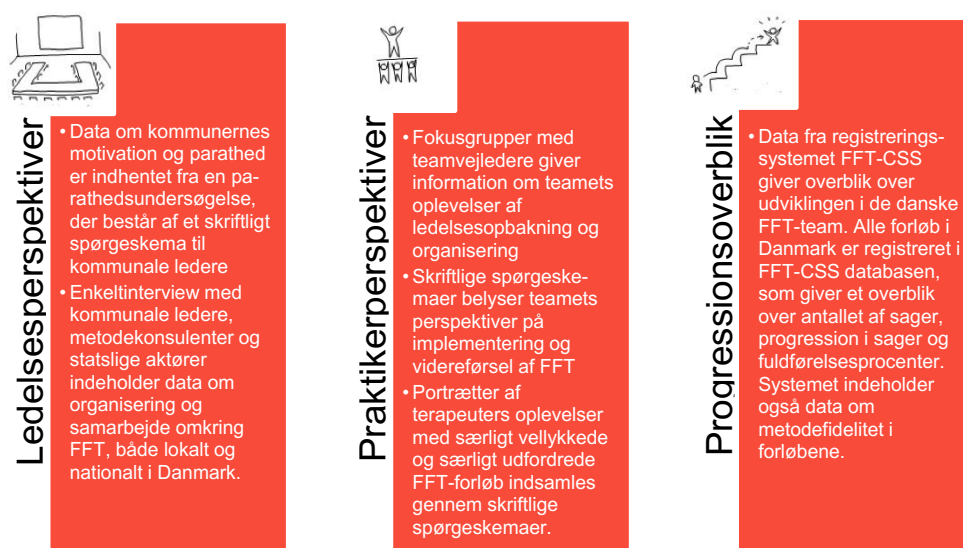 Ledelsesperspektiver
• Data om kommunernes
motivation og parathed
er indhentet fra en pa-
rathedsundersøgelse,
der består af et skriftligt
spørgeskema til
kommunale ledere
• Enkeltinterview med
kommunale ledere,
metodekonsulenter og
statslige aktører
indeholder data om
organisering og
samarbejde omkring
FFT, både lokalt og
nationalt i Danmark.
Praktikerperspektiver
• Fokusgrupper med
teamvejledere giver
information om teamets
oplevelser af
ledelsesopbakning og
organisering
• Skriftlige spørgeske-
maer belyser teamets
perspektiver på
implementering og
videreførsel af FFT
• Portrætter af
terapeuters oplevelser
med særligt vellykkede
og særligt udfordrede
FFT-forløb indsamles
gennem skriftlige
spørgeskemaer.
Progressionsoverblik
• Data fra registrerings-
systemet FFT-CSS
giver overblik over
udviklingen i de danske
FFT-team. Alle forløb i
Danmark er registreret i
FFT-CSS databasen,
som giver et overblik
over antallet af sager,
progression i sager og
fuldførelsesprocenter.
Systemet indeholder
også data om
metodefidelitet i
forløbene.